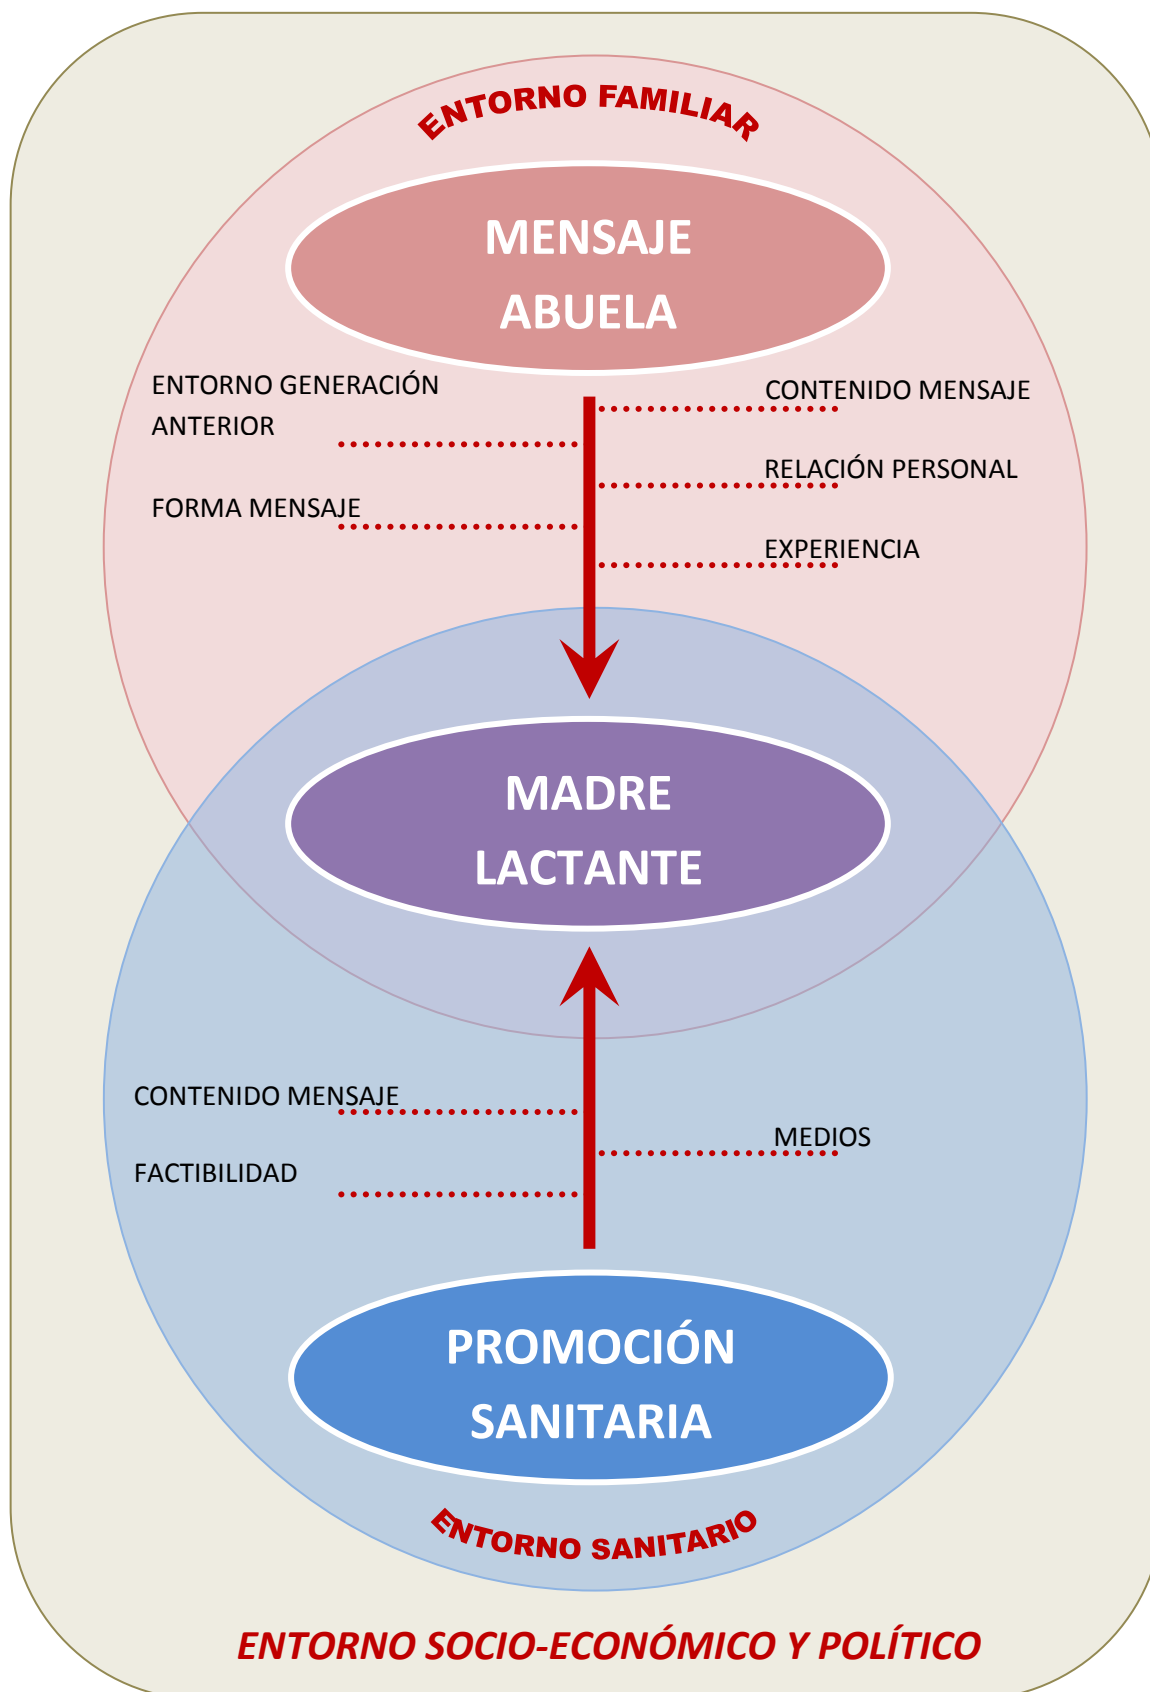 ENTORNO FAMILIAR
MENSAJE
ABUELA
ENTORNO GENERACIÓN
ANTERIOR
FORMA MENSAJE
CONTENIDO MENSAJE
RELACIÓN PERSONAL
EXPERIENCIA
MADRE
LACTANTE
CONTENIDO MENSAJE
FACTIBILIDAD
MEDIOS
PROMOCIÓN
SANITARIA
ENTORNO SANITARIO
ENTORNO SOCIO-ECONÓMICO Y POLÍTICO